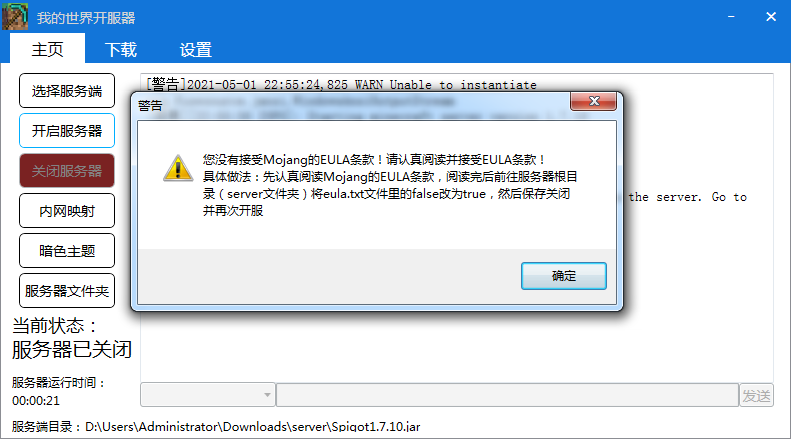 我的世界开服器
主页 下载 设置
选择服务端
开启服务器
关闭服务器
内网映射
暗色主题
服务器文件夹
当前状态：
服务器已关闭
服务器运行时间：
00:00:21
[警告]2021-05-01 22:55:24,825 WARN Unable to instantiate
the server. Go to
警告
您没有接受Mojang的EULA条款！请认真阅读并接受EULA条款！
具体做法：先认真阅读Mojang的EULA条款，阅读完后前往服务器根目
录（server文件夹）将eula.txt文件里的false改为true，然后保存关闭
并再次开服
确定
发送
服务端目录：D:\Users\Administrator\Downloads\server\Spigot1.7.10.jar